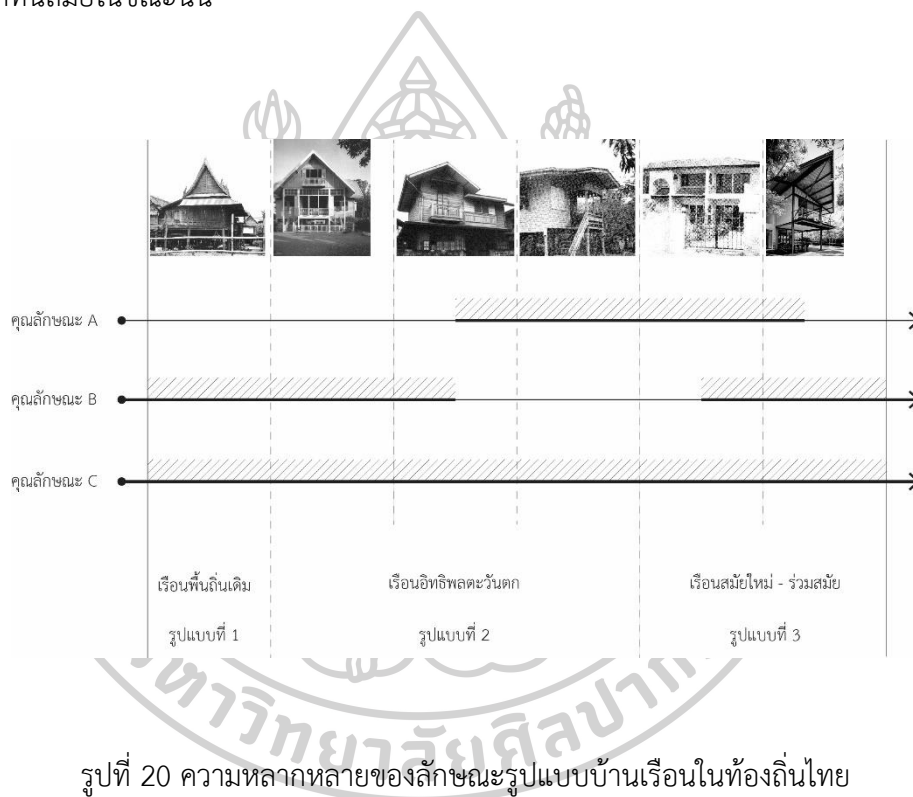 คุณลักษณะ A
คุณลักษณะ B
คุณลักษณะ C
เรือนพื้นถิ่นเดิม เรือนอิทธิพลตะวันตก เรือนสมัยใหม่ - ร่วมสมัย
รูปแบบที่ 1 รูปแบบที่ 2 รูปแบบที่ 3
รูปที่ 20 ความหลากหลายของลักษณะรูปแบบบ้านเรือนในท้องถิ่นไทย